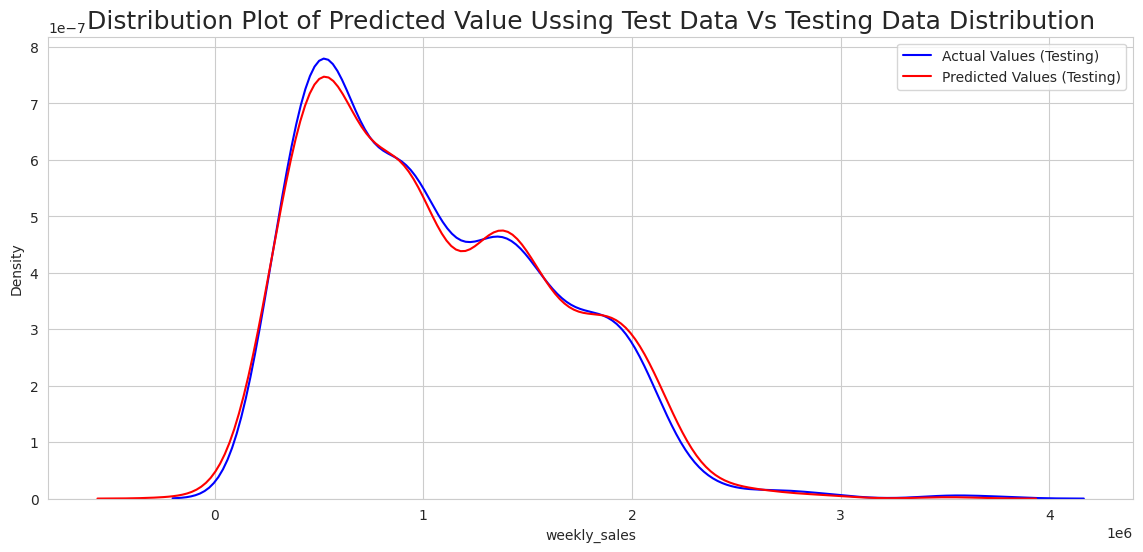 Distribution Plot of Predicted Value Ussing Test Data Vs Testing Data Distribution
1e−7
Actual Values (Testing)
Predicted Values (Testing)
8
7
6
5
4
3
2
1
0
Density
0 1 2 3 4
1e6
weekly_sales